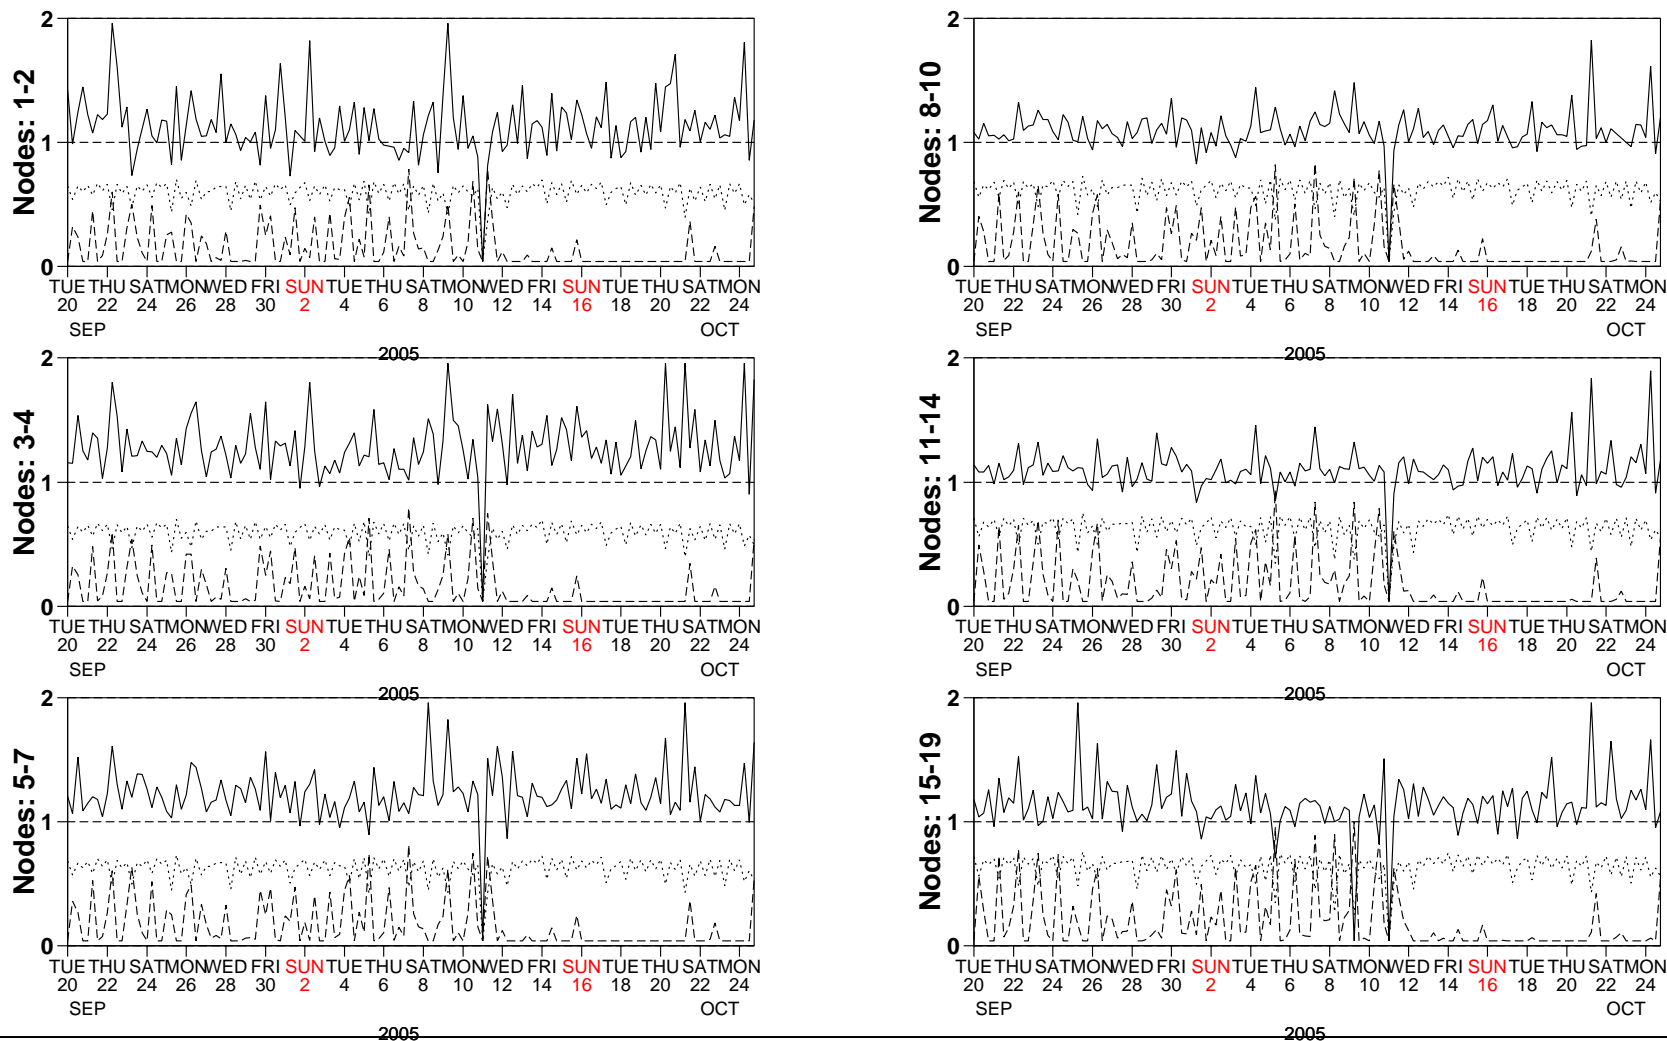 Nodes: 1-2
2
1
0
TUE THU SAT MON WED FRI SUN TUE THU SAT MON WED FRI SUN TUE THU SAT MON
20 22 24 26 28 30 2 4 6 8 10 12 14 16 18 20 22 24
SEP OCT
2005
Nodes: 3-4
2
1
0
TUE THU SAT MON WED FRI SUN TUE THU SAT MON WED FRI SUN TUE THU SAT MON
20 22 24 26 28 30 2 4 6 8 10 12 14 16 18 20 22 24
SEP OCT
2005
Nodes: 5-7
2
1
0
TUE THU SAT MON WED FRI SUN TUE THU SAT MON WED FRI SUN TUE THU SAT MON
20 22 24 26 28 30 2 4 6 8 10 12 14 16 18 20 22 24
SEP OCT
2005
Nodes: 8-10
2
1
0
TUE THU SAT MON WED FRI SUN TUE THU SAT MON WED FRI SUN TUE THU SAT MON
20 22 24 26 28 30 2 4 6 8 10 12 14 16 18 20 22 24
SEP OCT
2005
Nodes: 11-14
2
1
0
TUE THU SAT MON WED FRI SUN TUE THU SAT MON WED FRI SUN TUE THU SAT MON
20 22 24 26 28 30 2 4 6 8 10 12 14 16 18 20 22 24
SEP OCT
2005
Nodes: 15-19
2
1
0
TUE THU SAT MON WED FRI SUN TUE THU SAT MON WED FRI SUN TUE THU SAT MON
20 22 24 26 28 30 2 4 6 8 10 12 14 16 18 20 22 24
SEP OCT
2005